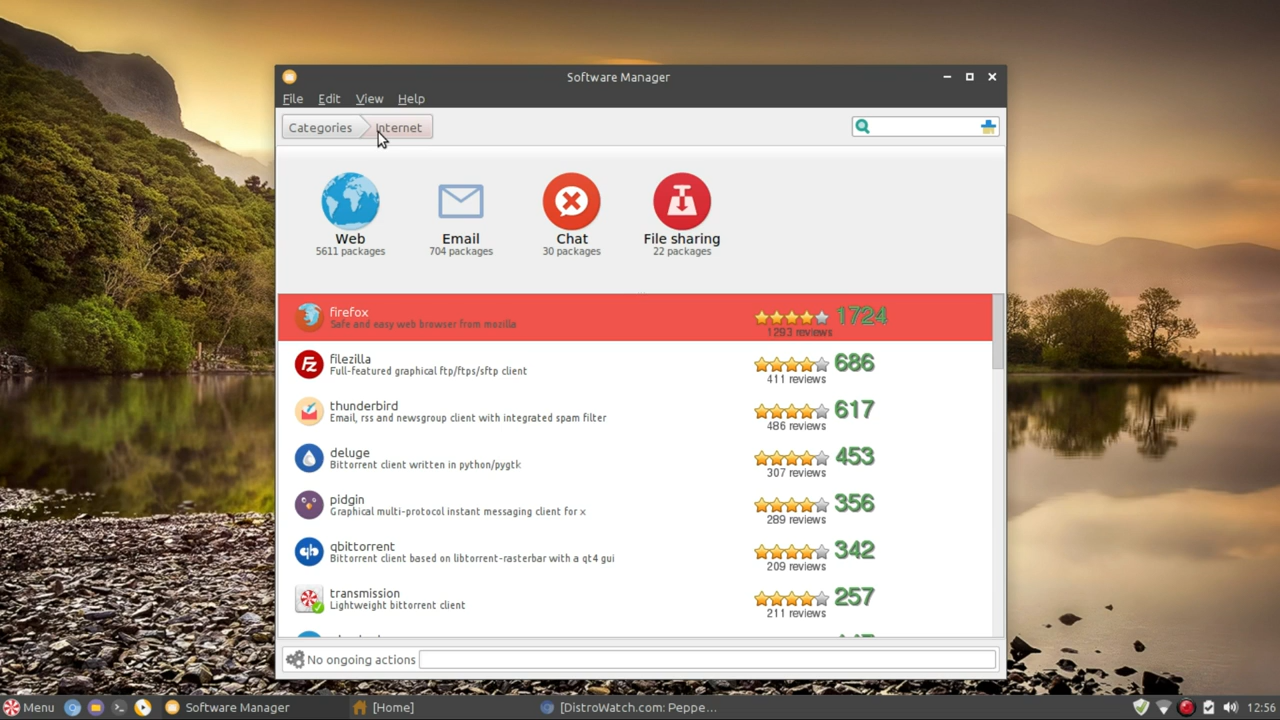 Software Manager
File Edit View Help
Categories Internet
Web Email Chat File sharing
5611 packages 704 packages 30 packages 22 packages
firefox 1724
Safe and easy web browser from mozilla
1293 reviews
filezilla 686
Full-featured graphical ftp/ftps/sftp client
411 reviews
thunderbird 617
Email, rss and newsgroup client with integrated spam filter
486 reviews
deluge 453
Bittorrent client written in python/pygtk
307 reviews
pidgin 356
Graphical multi-protocol instant messaging client for x
289 reviews
qbittorrent 342
Bittorrent client based on libtorrent-rasterbar with a qt4 gui
209 reviews
transmission 257
Lightweight bittorrent client
211 reviews
No ongoing actions
Menu Software Manager [Home] [DistroWatch.com: Peppe... 12:56